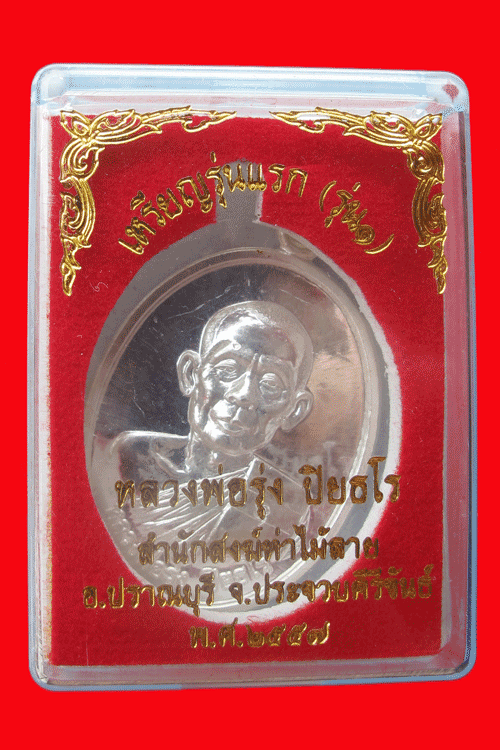 เหรียญรุ่นแรก (รุ่น๑)
หลวงพ่อรุ่ง ปิยธโร
สำนักสงฆ์ท่าไม้ลาย
อ.ปราณบุรี จ.ประจวบคีรีขันธ์
พ.ศ.๒๕๕๗